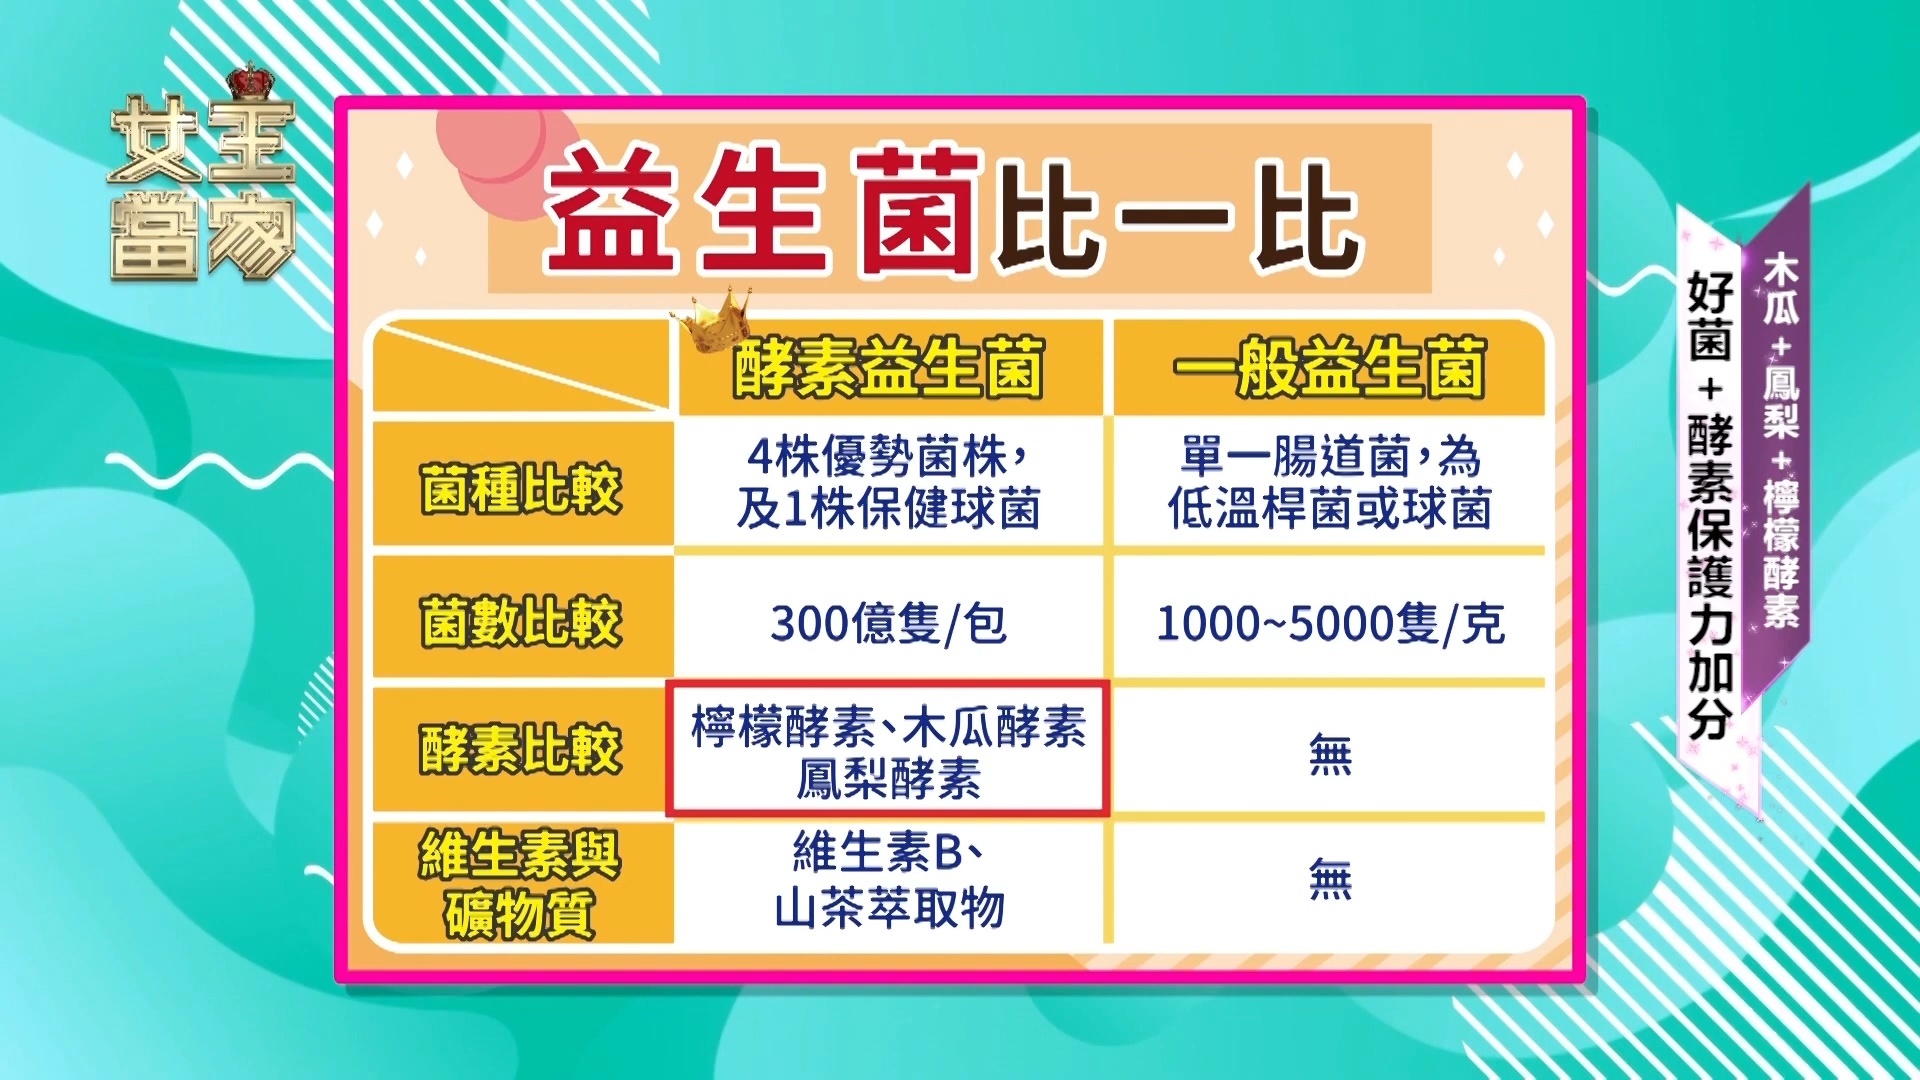 女王
當家
益生菌比一比
酵素益生菌
一般益生菌
菌種比較
4株優勢菌株，
及1株保健球菌
單一腸道菌，為
低溫桿菌或球菌
菌數比較
300億隻/包
1000~5000隻/克
酵素比較
檸檬酵素、木瓜酵素
鳳梨酵素
無
維生素與
礦物質
維生素B、
山茶萃取物
無
木瓜+鳳梨+檸檬酵素
好菌+酵素保護力加分